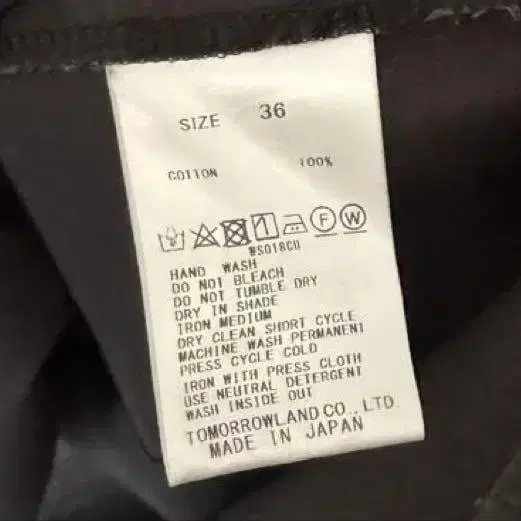 SIZE 36
COTTON 100%
F W
WS018CU
HAND WASH
DO NOT BLEACH
DO NOT TUMBLE DRY
DRY IN SHADE
IRON MEDIUM
DRY CLEAN SHORT CYCLE
MACHINE WASH PERMANENT
PRESS CYCLE COLD
IRON WITH PRESS CLOTH
USE NEUTRAL DETERGENT
WASH INSIDE OUT
TOMORROWLAND CO., LTD.
MADE IN JAPAN